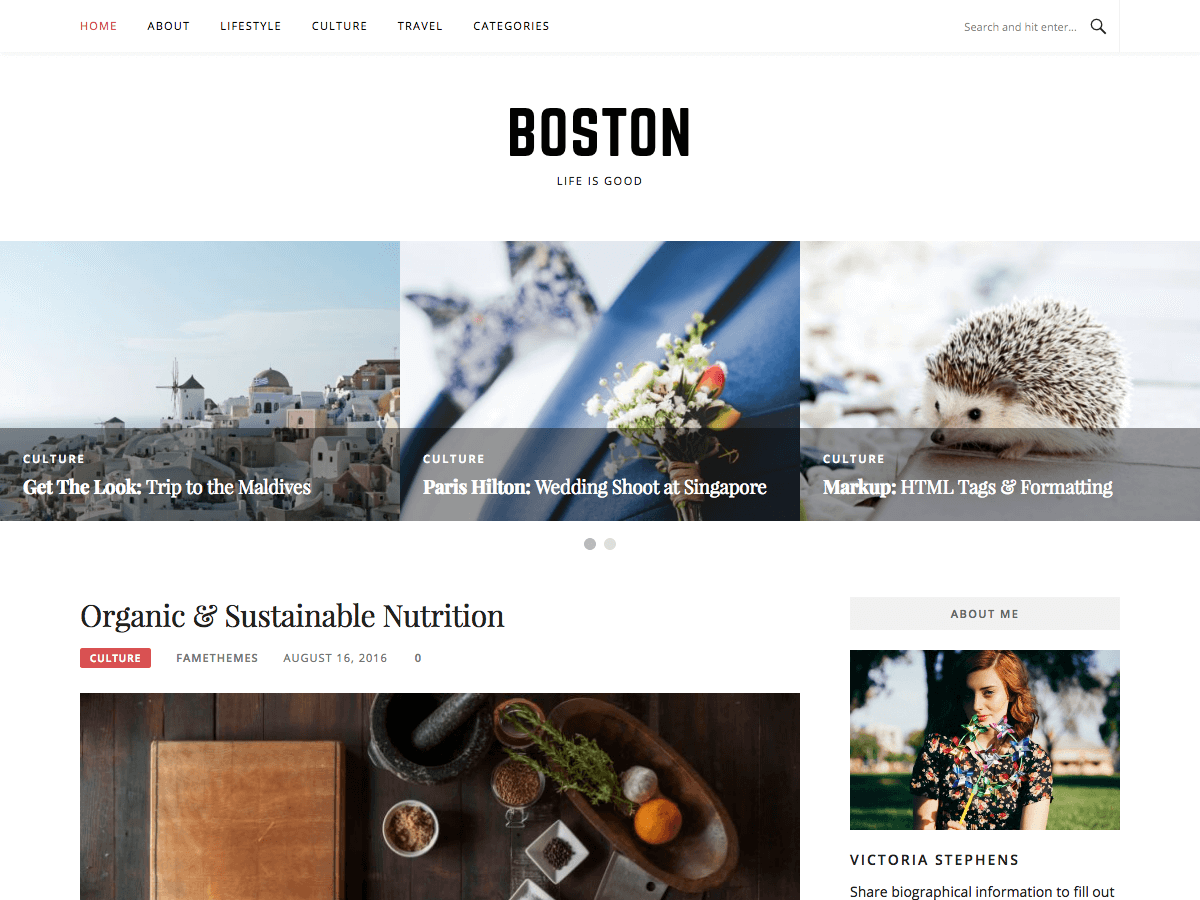 HOME ABOUT LIFESTYLE CULTURE TRAVEL CATEGORIES Search and hit enter...
BOSTON
LIFE IS GOOD
CULTURE
Get The Look: Trip to the Maldives
CULTURE
Paris Hilton: Wedding Shoot at Singapore
CULTURE
Markup: HTML Tags & Formatting
Organic & Sustainable Nutrition
CULTURE FAMETHEMES AUGUST 16, 2016 0
ABOUT ME
VICTORIA STEPHENS
Share biographical information to fill out